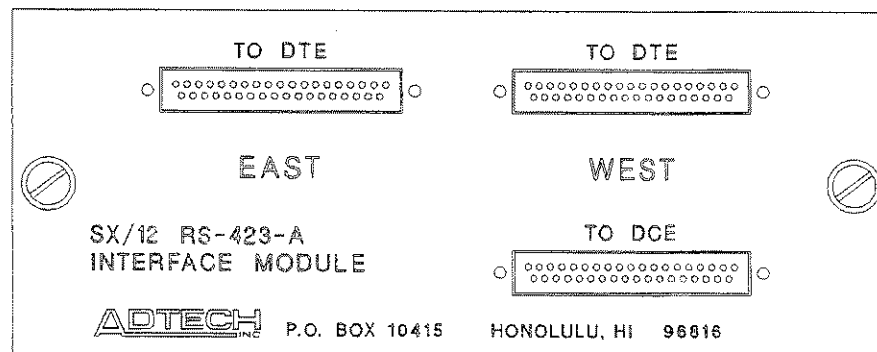 TO DTE
TO DTE
EAST
WEST
SX/12 RS-423-A
INTERFACE MODULE
TO DCE
ADTECH INC
P.O. BOX 10415 HONOLULU, HI 96816